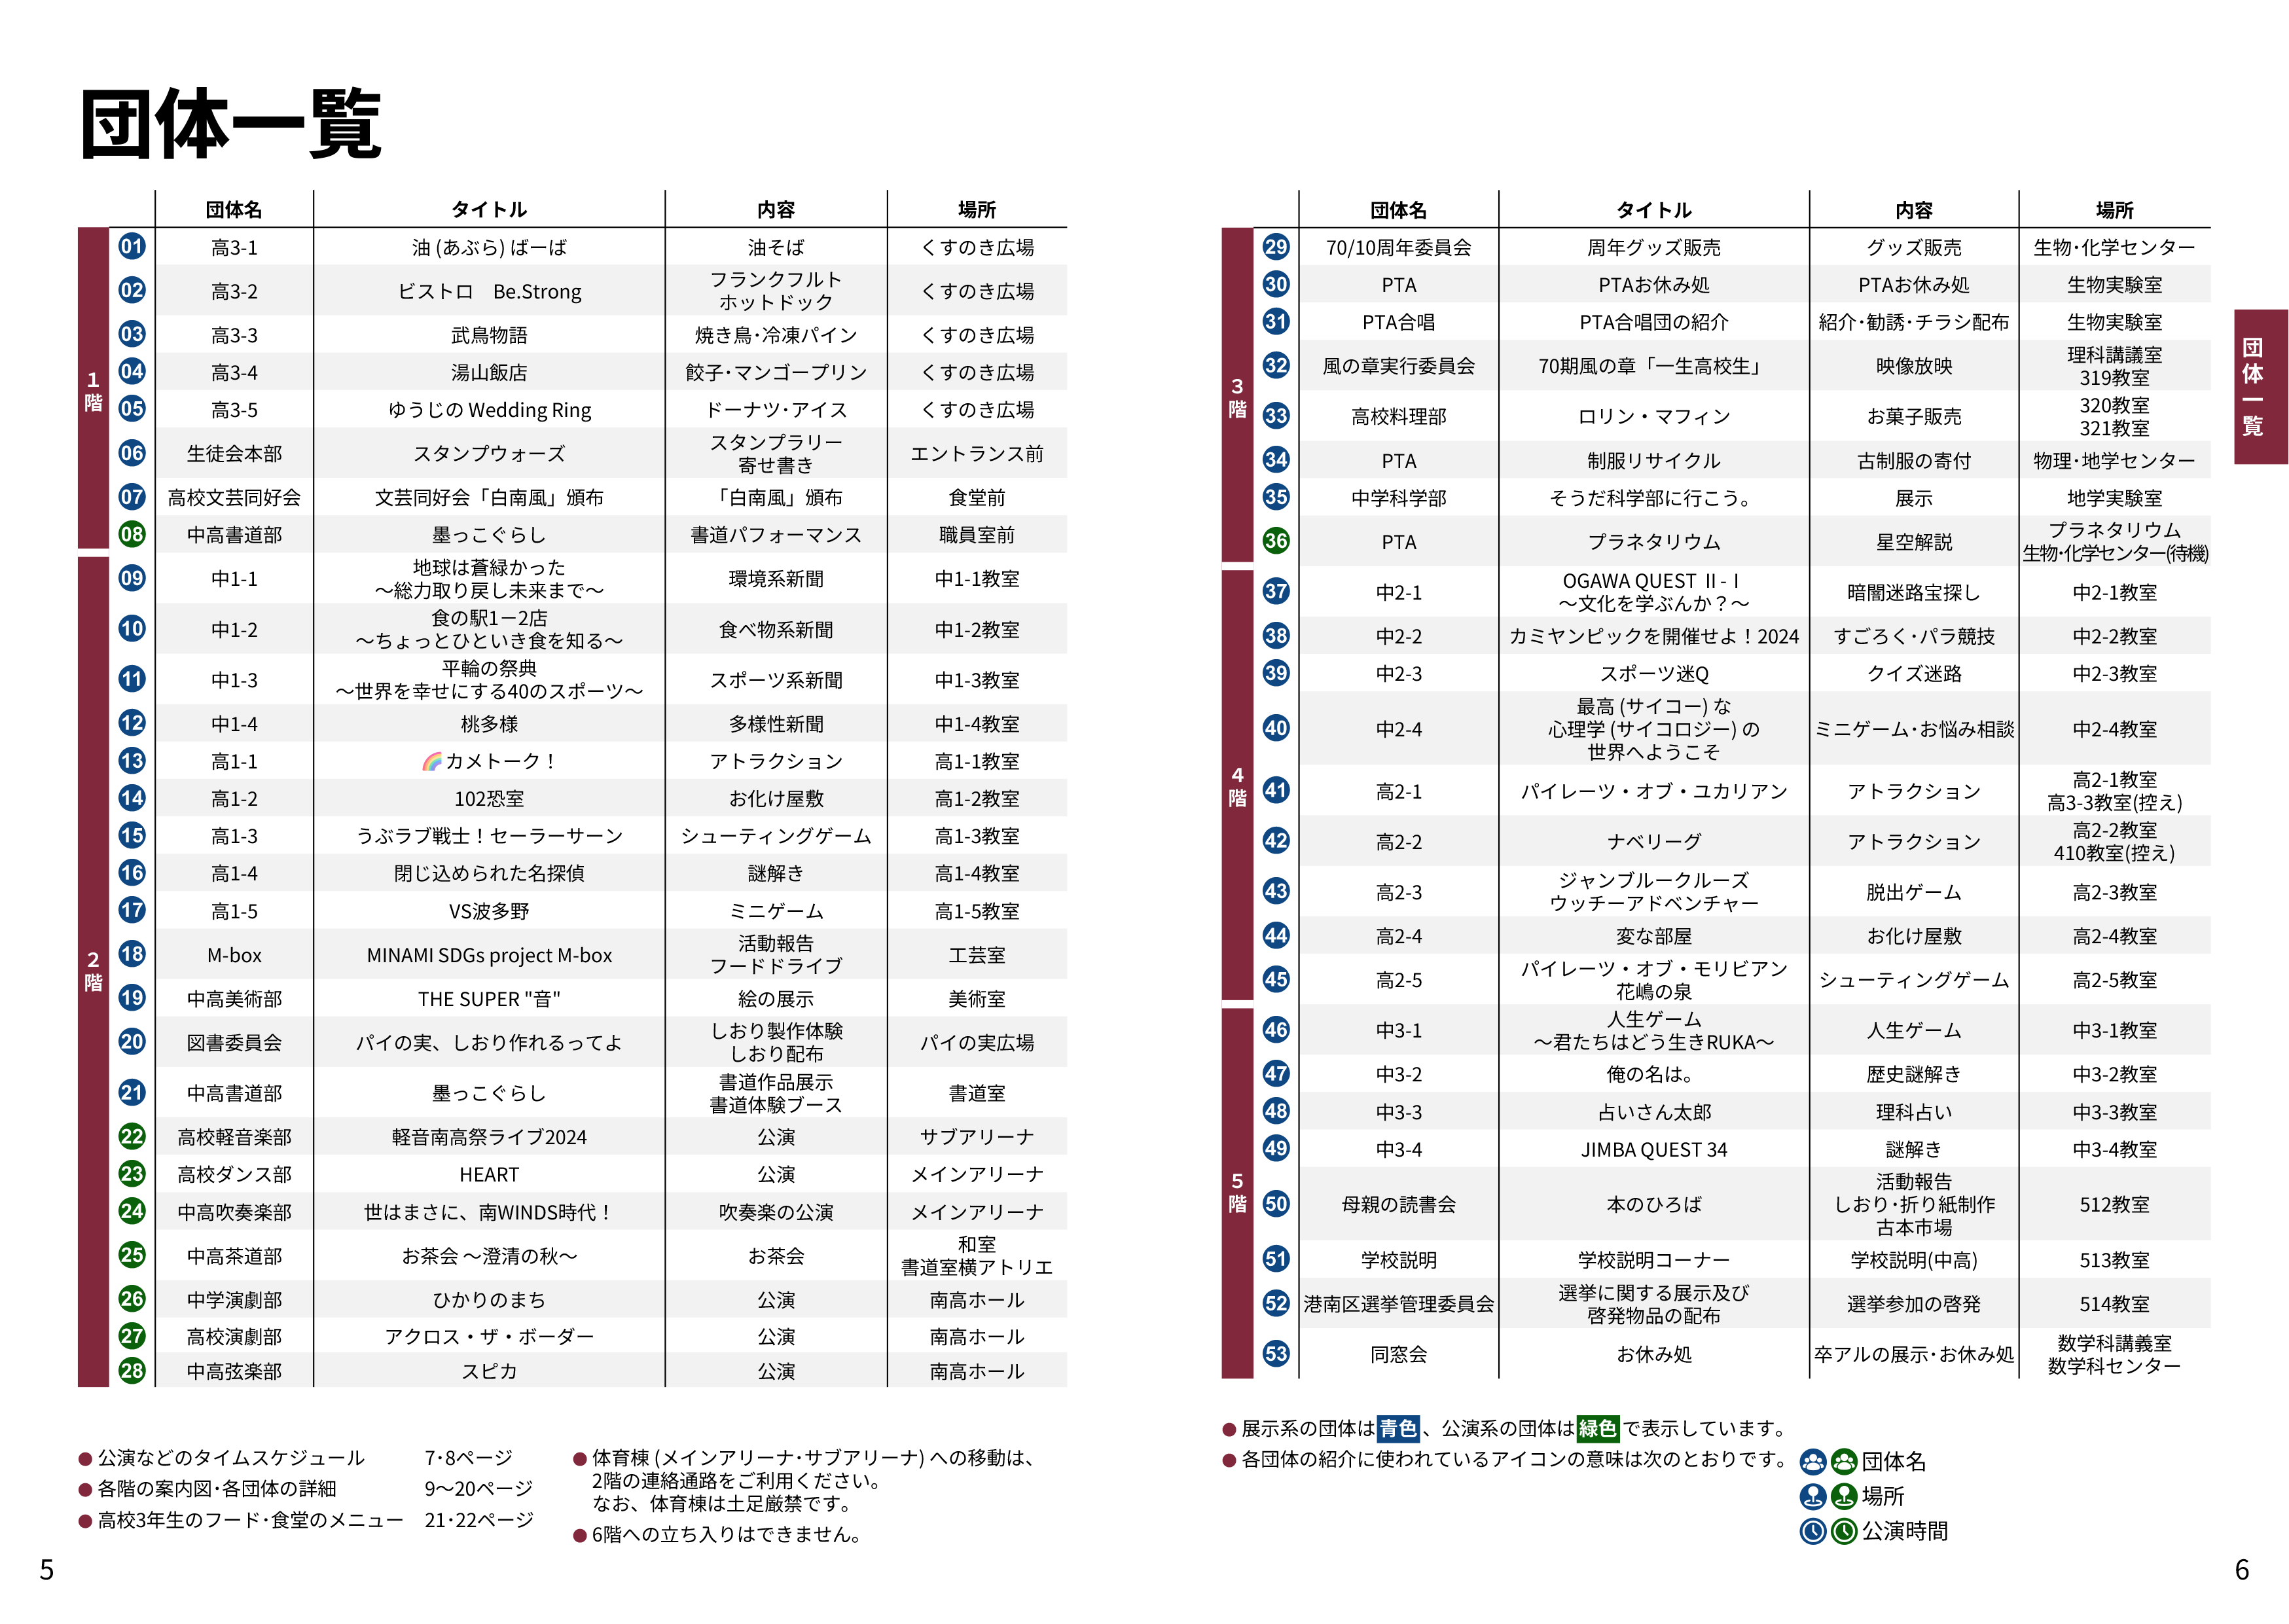 団体一覧
団体名 タイトル 内容 場所
1階
01 高3-1 油(あぶら)ばーば 油そば くすのき広場
02 高3-2 ビストロ　Be.Strong フランクフルト
ホットドック くすのき広場
03 高3-3 武鳥物語 焼き鳥・冷凍パイン くすのき広場
04 高3-4 湯山飯店 餃子・マンゴープリン くすのき広場
05 高3-5 ゆうじの Wedding Ring ドーナツ・アイス くすのき広場
06 生徒会本部 スタンプウォーズ スタンプラリー
寄せ書き エントランス前
07 高校文芸同好会 文芸同好会「白南風」頒布 「白南風」頒布 食堂前
08 中高書道部 墨っこぐらし 書道パフォーマンス 職員室前
2階
09 中1-1 地球は蒼緑かった
～総力取り戻し未来まで～ 環境系新聞 中1-1教室
10 中1-2 食の駅1ー2店
～ちょっとひといき食を知る～ 食べ物系新聞 中1-2教室
11 中1-3 平輪の祭典
～世界を幸せにする40のスポーツ～ スポーツ系新聞 中1-3教室
12 中1-4 桃多様 多様性新聞 中1-4教室
13 高1-1 🌈カメトーク！ アトラクション 高1-1教室
14 高1-2 102恐室 お化け屋敷 高1-2教室
15 高1-3 うぶラブ戦士！セーラーサーン シューティングゲーム 高1-3教室
16 高1-4 閉じ込められた名探偵 謎解き 高1-4教室
17 高1-5 VS波多野 ミニゲーム 高1-5教室
18 M-box MINAMI SDGs project M-box 活動報告
フードドライブ 工芸室
19 中高美術部 THE SUPER "音" 絵の展示 美術室
20 図書委員会 パイの実、しおり作れるってよ しおり製作体験
しおり配布 パイの実広場
21 中高書道部 墨っこぐらし 書道作品展示
書道体験ブース 書道室
22 高校軽音楽部 軽音南高祭ライブ2024 公演 サブアリーナ
23 高校ダンス部 HEART 公演 メインアリーナ
24 中高吹奏楽部 世はまさに、南WINDS時代！ 吹奏楽の公演 メインアリーナ
25 中高茶道部 お茶会 ～澄清の秋～ お茶会 和室
書道室横アトリエ
26 中学演劇部 ひかりのまち 公演 南高ホール
27 高校演劇部 アクロス・ザ・ボーダー 公演 南高ホール
28 中高弦楽部 スピカ 公演 南高ホール
●公演などのタイムスケジュール 7・8ページ
●各階の案内図・各団体の詳細 9～20ページ
●高校3年生のフード・食堂のメニュー 21・22ページ
●体育棟(メインアリーナ・サブアリーナ)への移動は、
2階の連絡通路をご利用ください。
なお、体育棟は土足厳禁です。
●6階への立ち入りはできません。
5
団体名 タイトル 内容 場所
3階
29 70/10周年委員会 周年グッズ販売 グッズ販売 生物・化学センター
30 PTA PTAお休み処 PTAお休み処 生物実験室
31 PTA合唱 PTA合唱団の紹介 紹介・勧誘・チラシ配布 生物実験室
32 風の章実行委員会 70期風の章「一生高校生」 映像放映 理科講議室
319教室
33 高校料理部 ロリン・マフィン お菓子販売 320教室
321教室
34 PTA 制服リサイクル 古制服の寄付 物理・地学センター
35 中学科学部 そうだ科学部に行こう。 展示 地学実験室
36 PTA プラネタリウム 星空解説 プラネタリウム
生物・化学センター(待機)
4階
37 中2-1 OGAWA QUEST Ⅱ-Ⅰ
～文化を学ぶんか？～ 暗闇迷路宝探し 中2-1教室
38 中2-2 カミヤンピックを開催せよ！2024 すごろく・パラ競技 中2-2教室
39 中2-3 スポーツ迷Q クイズ迷路 中2-3教室
40 中2-4 最高(サイコー)な
心理学(サイコロジー)の
世界へようこそ ミニゲーム・お悩み相談 中2-4教室
41 高2-1 パイレーツ・オブ・ユカリアン アトラクション 高2-1教室
高3-3教室(控え)
42 高2-2 ナベリーグ アトラクション 高2-2教室
410教室(控え)
43 高2-3 ジャンブルークルーズ
ウッチーアドベンチャー 脱出ゲーム 高2-3教室
44 高2-4 変な部屋 お化け屋敷 高2-4教室
45 高2-5 パイレーツ・オブ・モリビアン
花嶋の泉 シューティングゲーム 高2-5教室
5階
46 中3-1 人生ゲーム
～君たちはどう生きRUKA～ 人生ゲーム 中3-1教室
47 中3-2 俺の名は。 歴史謎解き 中3-2教室
48 中3-3 占いさん太郎 理科占い 中3-3教室
49 中3-4 JIMBA QUEST 34 謎解き 中3-4教室
50 母親の読書会 本のひろば 活動報告
しおり・折り紙制作
古本市場 512教室
51 学校説明 学校説明コーナー 学校説明(中高) 513教室
52 港南区選挙管理委員会 選挙に関する展示及び
啓発物品の配布 選挙参加の啓発 514教室
53 同窓会 お休み処 卒アルの展示・お休み処 数学科講義室
数学科センター
●展示系の団体は青色、公演系の団体は緑色で表示しています。
●各団体の紹介に使われているアイコンの意味は次のとおりです。
団体名
場所
公演時間
団体一覧
6